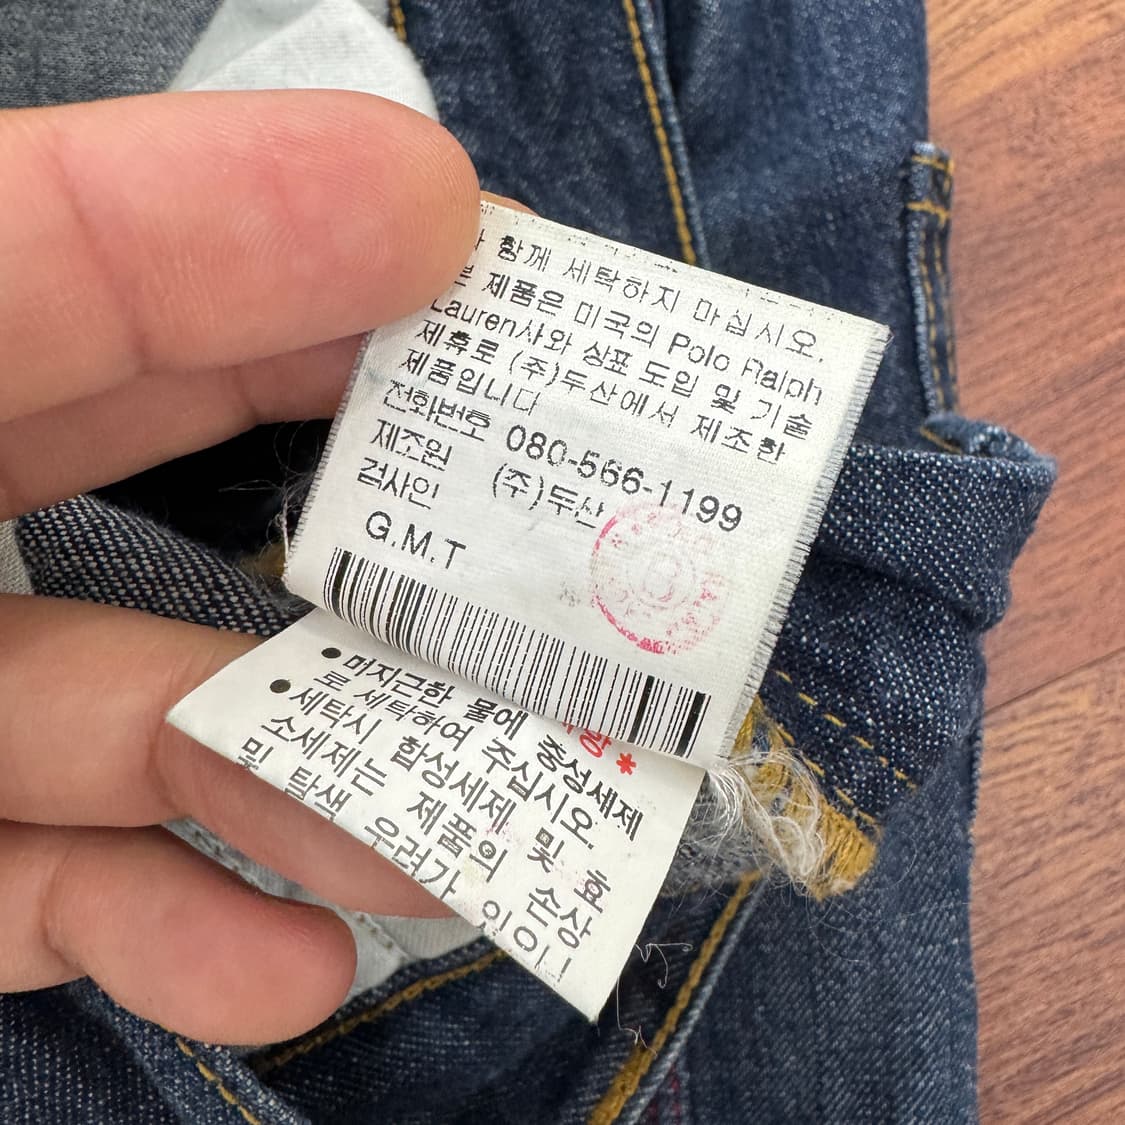 함께 세탁하지 마십시오.
제품은 미국의 Polo Ralph
Lauren사와 상표 도입 및 기술
제휴로 (주)두산에서 제조한
제품입니다
전화번호 080-566-1199
제조원 (주)두산
검사인
G.M.T
● 미지근한 물에 중성세제
로 세탁하여 주십시오.
● 세탁시 합성세제 및 효
소세제는 제품의 손상
및 탈색 우려가
*